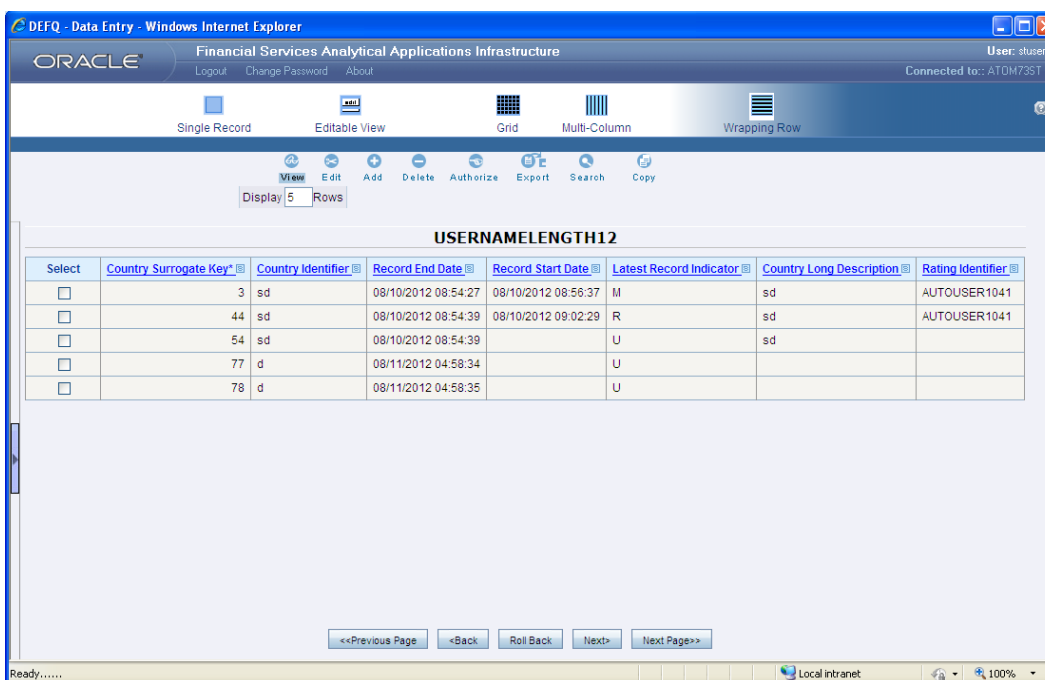 DEFQ - Data Entry - Windows Internet Explorer
ORACLE
Financial Services Analytical Applications Infrastructure
User: stuser
Logout Change Password About
Connected to:: ATOM73ST
Single Record Editable View Grid Multi-Column Wrapping Row
View Edit Add Delete Authorize Export Search Copy
Display 5 Rows
USERNAMELENGTH12
Select Country Surrogate Key* Country Identifier Record End Date Record Start Date Latest Record Indicator Country Long Description Rating Identifier
3 sd 08/10/2012 08:54:27 08/10/2012 08:56:37 M sd AUTOUSER1041
44 sd 08/10/2012 08:54:39 08/10/2012 09:02:29 R sd AUTOUSER1041
54 sd 08/10/2012 08:54:39 U sd
77 d 08/11/2012 04:58:34 U
78 d 08/11/2012 04:58:35 U
<<Previous Page <Back Roll Back Next> Next Page>>
Ready...... Local intranet 100%